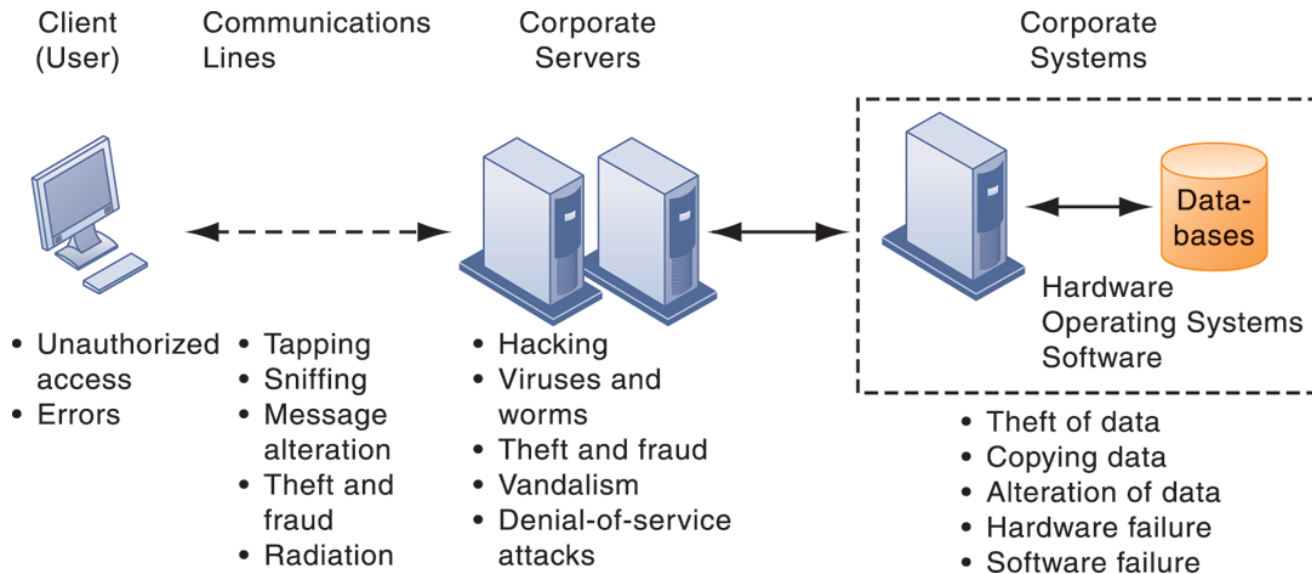 Client
(User)
Communications
Lines
Corporate
Servers
Corporate
Systems
Data-
bases
Hardware
Operating Systems
Software
• Unauthorized
access
• Errors
• Tapping
• Sniffing
• Message
alteration
• Theft and
fraud
• Radiation
• Hacking
• Viruses and
worms
• Theft and fraud
• Vandalism
• Denial-of-service
attacks
• Theft of data
• Copying data
• Alteration of data
• Hardware failure
• Software failure